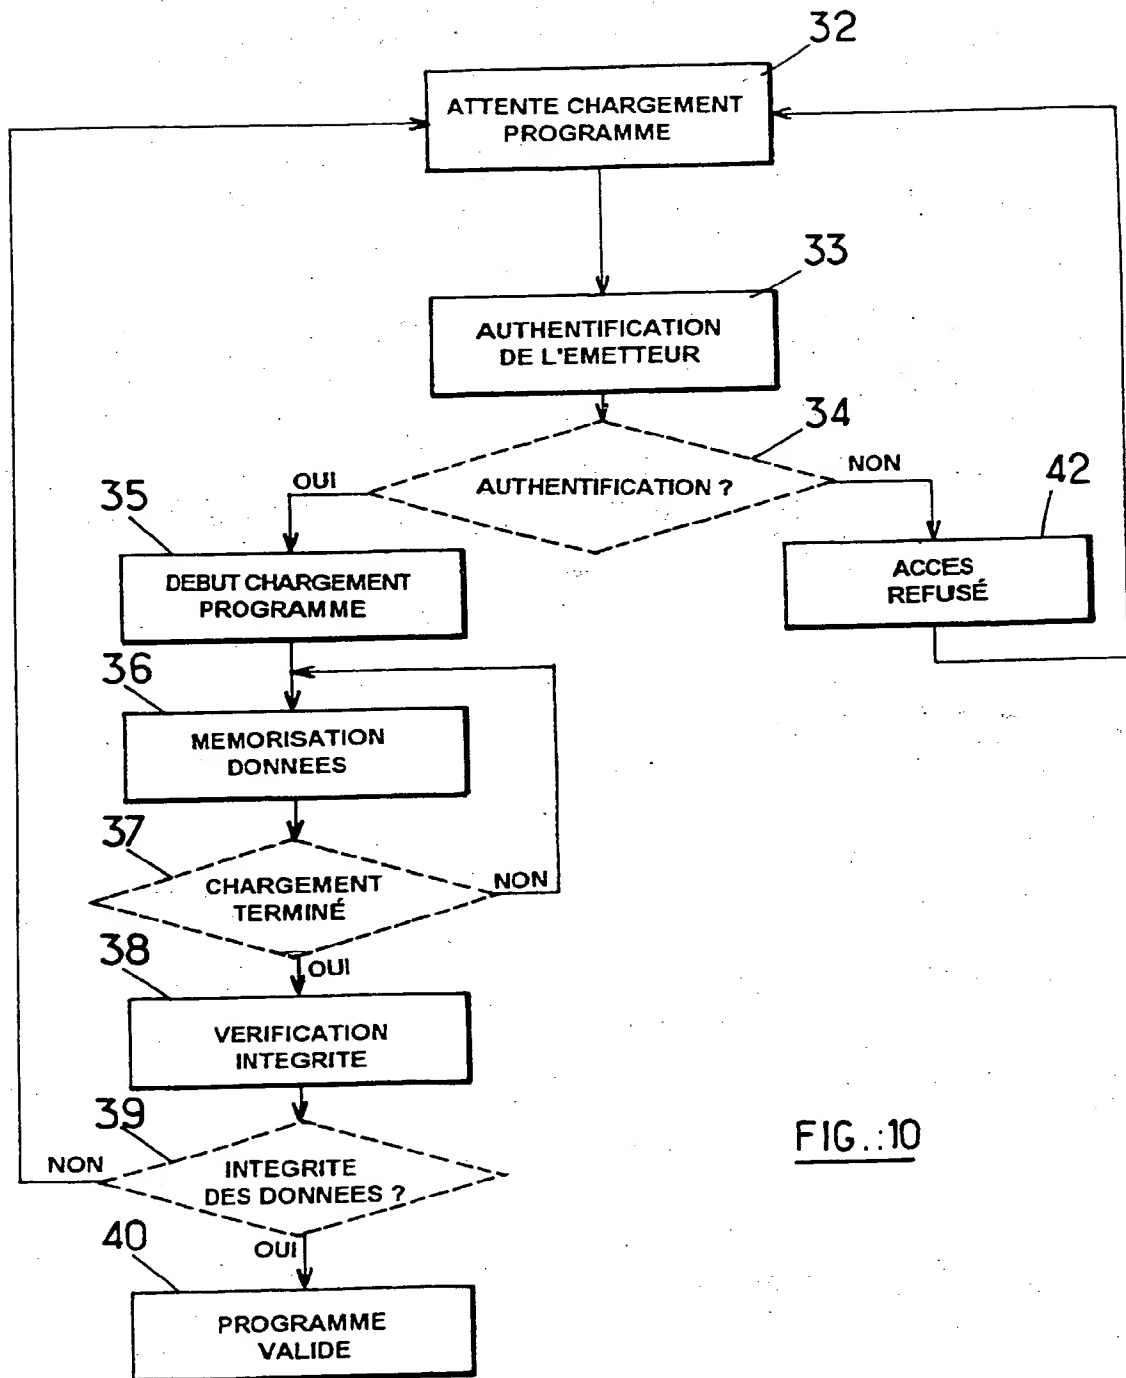 32
ATTENTE CHARGEMENT
PROGRAMME
33
AUTHENTIFICATION
DE L'EMETTEUR
34
AUTHENTIFICATION ?
OUI
NON
35
DEBUT CHARGEMENT
PROGRAMME
42
ACCES
REFUSÉ
36
MEMORISATION
DONNEES
37
CHARGEMENT
TERMINÉ
NON
OUI
38
VERIFICATION
INTEGRITE
39
INTEGRITE
DES DONNEES ?
NON
OUI
40
PROGRAMME
VALIDE
FIG.:10